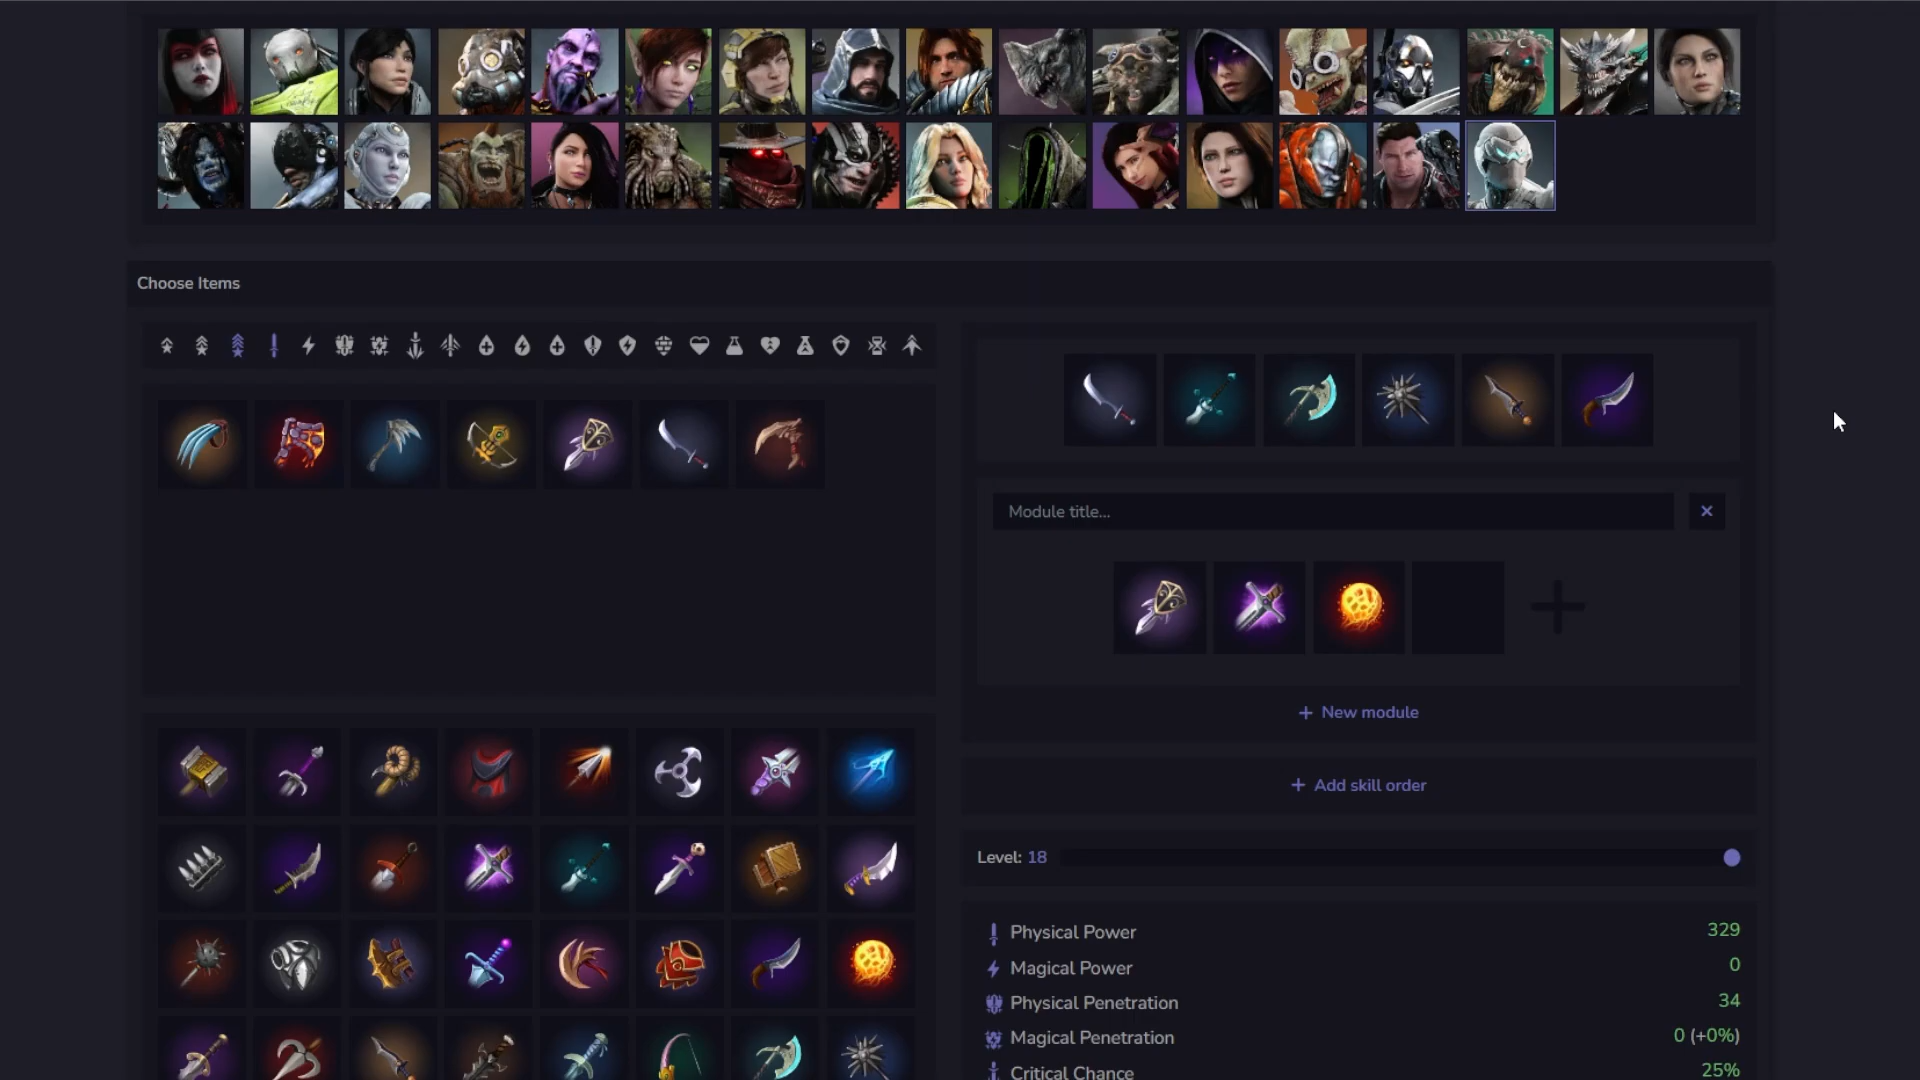 Choose Items
Module title...
+ New module
+ Add skill order
Level: 18
Physical Power 329
Magical Power 0
Physical Penetration 34
Magical Penetration 0 (+0%)
Critical Chance 25%